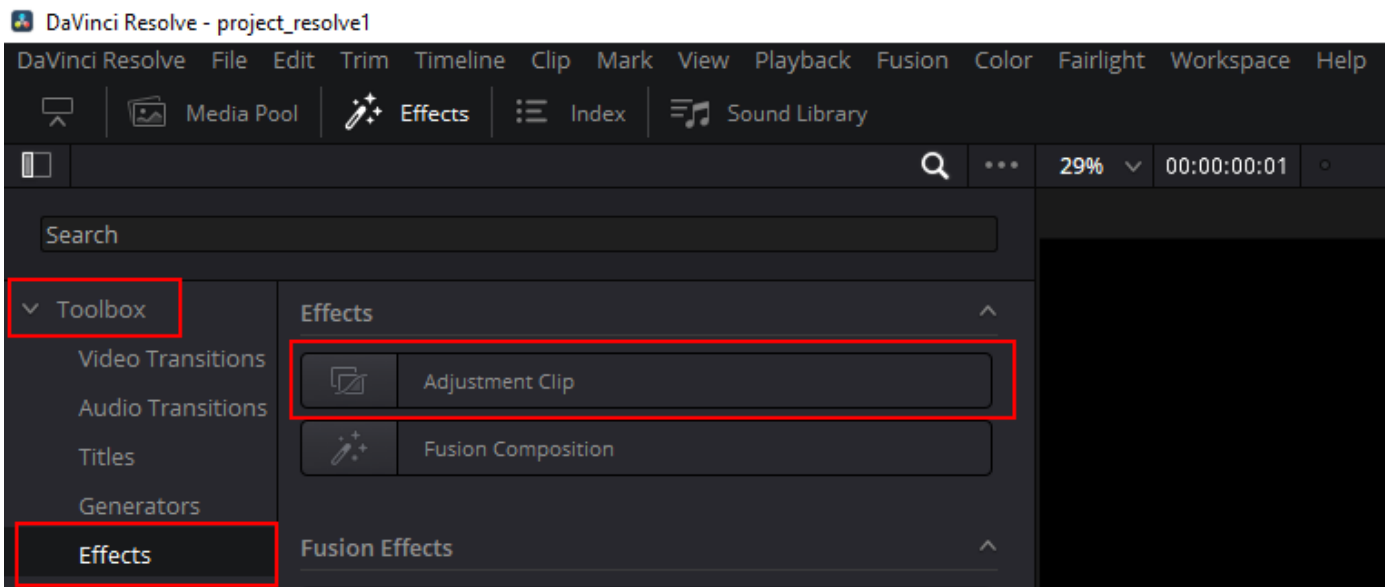 DaVinci Resolve - project_resolve1
DaVinci Resolve File Edit Trim Timeline Clip Mark View Playback Fusion Color Fairlight Workspace Help
Media Pool Effects Index Sound Library
29% 00:00:00:01
Search
Toolbox
Video Transitions
Audio Transitions
Titles
Generators
Effects
Effects
Adjustment Clip
Fusion Composition
Fusion Effects